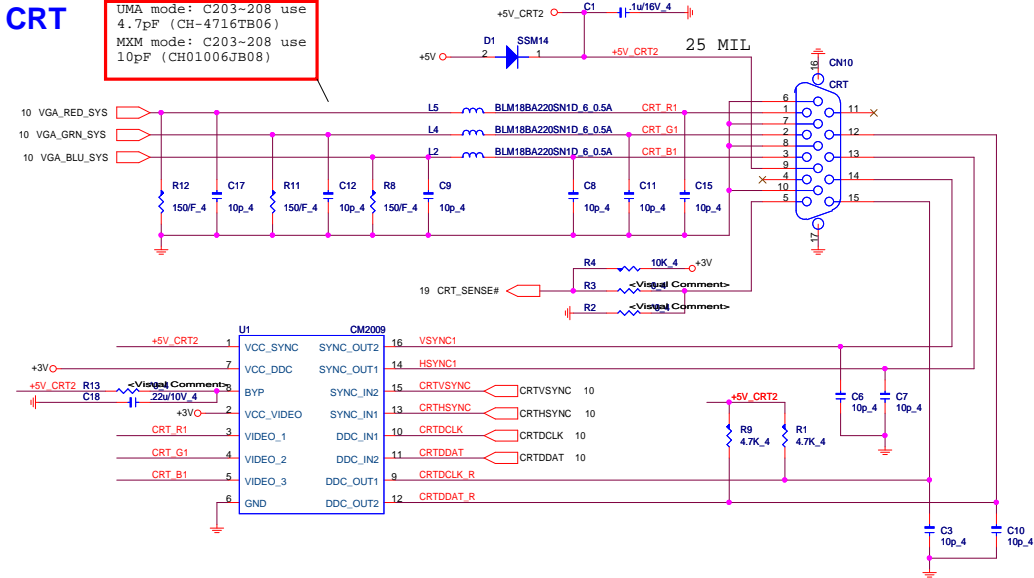 CRT
UMA mode: C203~208 use
4.7pF (CH-4716TB06)
MXM mode: C203~208 use
10pF (CH01006JB08)
+5V_CRT2
C1
.1u/16V_4
+5V
D1
SSM14
2
1
+5V_CRT2
25 MIL
16
CN10
CRT
10 VGA_RED_SYS
L5
BLM18BA220SN1D_6_0.5A
CRT_R1
10 VGA_GRN_SYS
L4
BLM18BA220SN1D_6_0.5A
CRT_G1
10 VGA_BLU_SYS
L2
BLM18BA220SN1D_6_0.5A
CRT_B1
6
1
7
2
8
3
9
4
10
5
11
12
13
14
15
17
R12
150/F_4
C17
10p_4
R11
150/F_4
C12
10p_4
R8
150/F_4
C9
10p_4
C8
10p_4
C11
10p_4
C15
10p_4
R4
10K_4
+3V
19 CRT_SENSE#
R3
<Visual Comment>
R2
<Visual Comment>
U1
CM2009
+5V_CRT2
1
VCC_SYNC
SYNC_OUT2
16
VSYNC1
+3V
7
VCC_DDC
SYNC_OUT1
14
HSYNC1
+5V_CRT2
R13
<Visual Comment>
8
BYP
SYNC_IN2
15
CRTVSYNC
CRTVSYNC 10
C18
.22u/10V_4
+3V
2
VCC_VIDEO
SYNC_IN1
13
CRTHSYNC
CRTHSYNC 10
CRT_R1
3
VIDEO_1
DDC_IN1
10
CRTDCLK
CRTDCLK 10
CRT_G1
4
VIDEO_2
DDC_IN2
11
CRTDDAT
CRTDDAT 10
CRT_B1
5
VIDEO_3
DDC_OUT1
9
CRTDCLK_R
6
GND
DDC_OUT2
12
CRTDDAT_R
+5V_CRT2
R9
4.7K_4
R1
4.7K_4
C6
10p_4
C7
10p_4
C3
10p_4
C10
10p_4